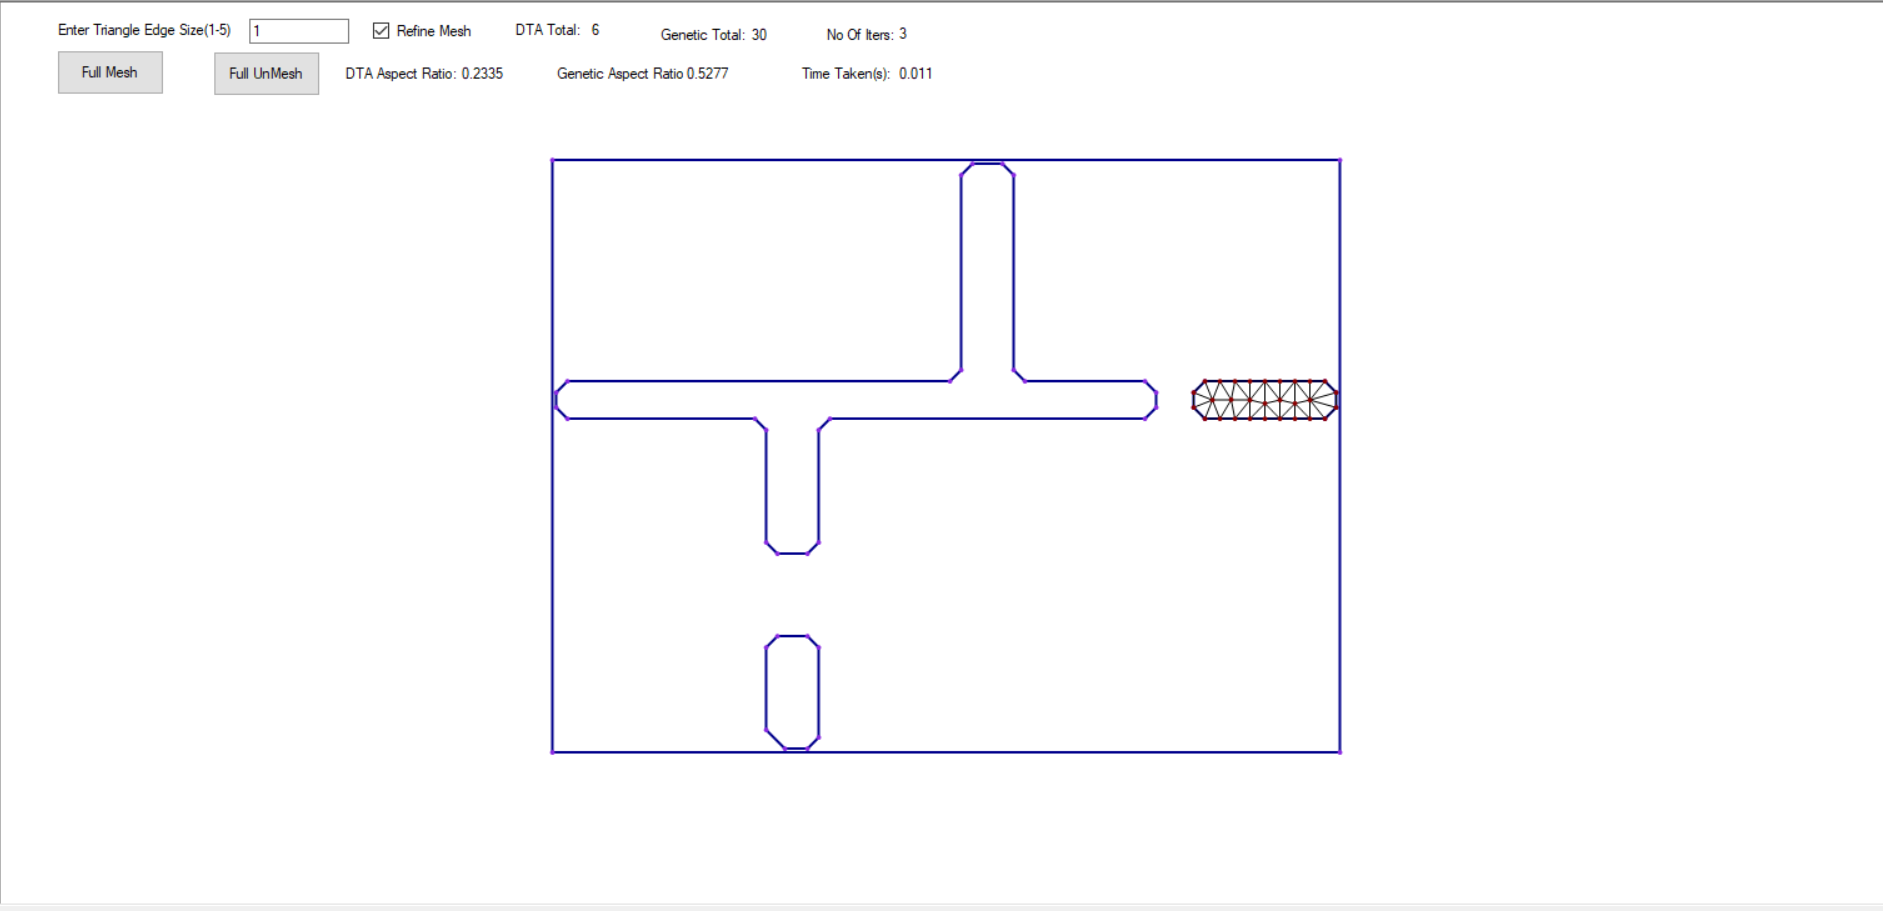 Enter Triangle Edge Size(1-5) 1 Refine Mesh DTA Total: 6 Genetic Total: 30 No Of Iters: 3
Full Mesh Full UnMesh DTA Aspect Ratio: 0.2335 Genetic Aspect Ratio 0.5277 Time Taken(s): 0.011